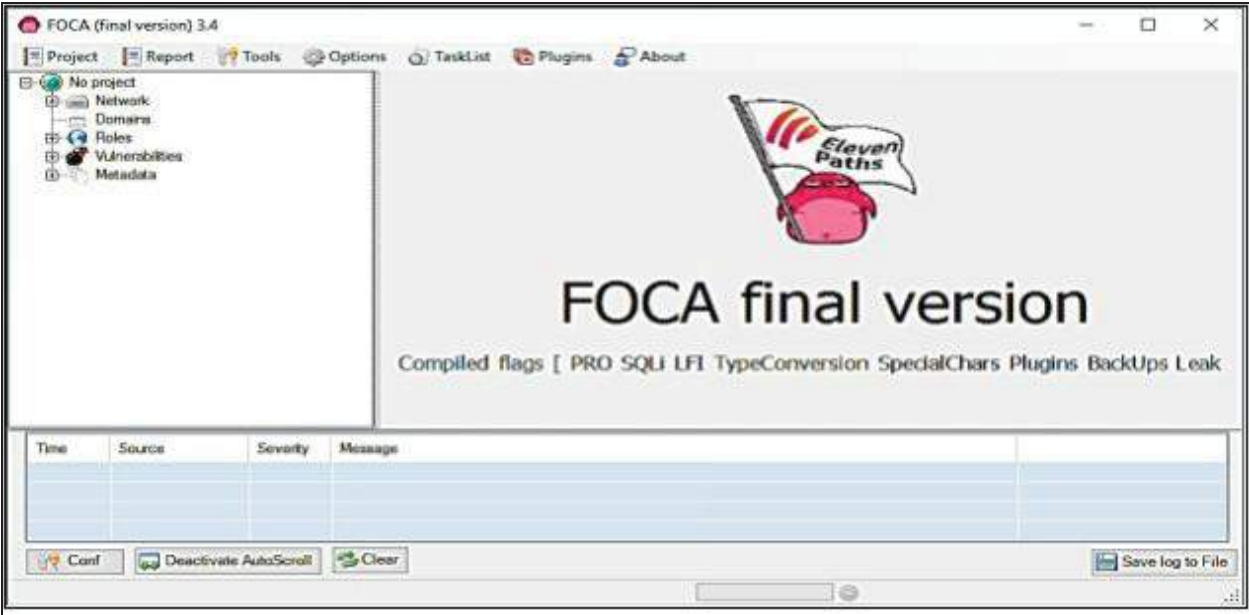 FOCA (final version) 3.4
Project Report Tools Options TaskList Plugins About
No project
Network
Domains
Roles
Vulnerabilities
Metadata
Eleven
Paths
FOCA final version
Compiled flags [ PRO SQLi LFI TypeConversion SpecialChars Plugins BackUps Leak
Time Source Severity Message
Conf Deactivate AutoScroll Clear Save log to File